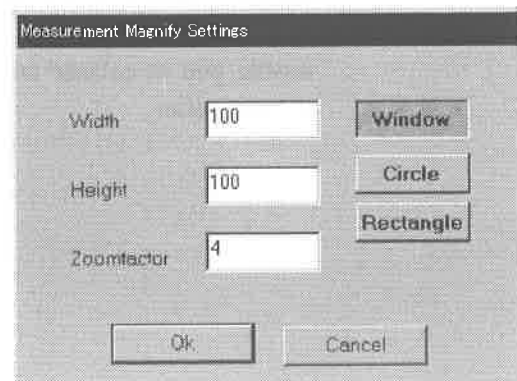 Measurement Magnify Settings
Width 100 Window
Height 100 Circle
Rectangle
Zoomfactor 4
Ok Cancel